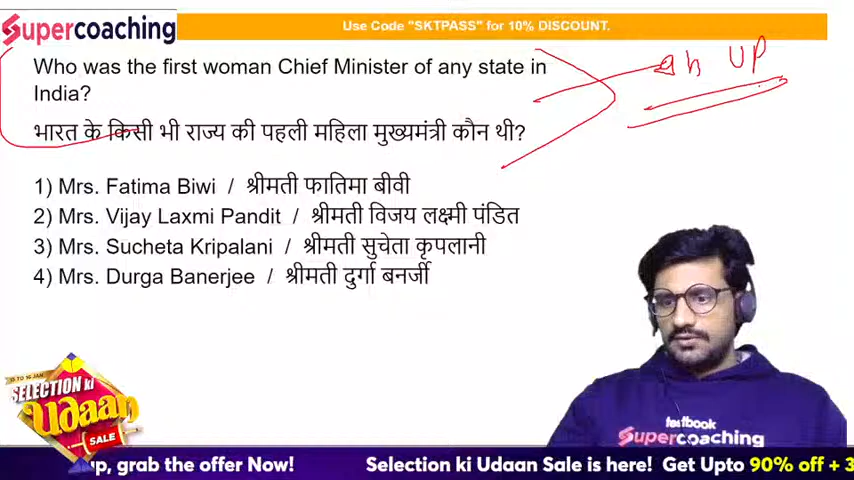 Supercoaching
Use Code "SKTPASS" for 10% DISCOUNT.
Who was the first woman Chief Minister of any state in
India?
UP
भारत के किसी भी राज्य की पहली महिला मुख्यमंत्री कौन थी?
1) Mrs. Fatima Biwi / श्रीमती फातिमा बीवी
2) Mrs. Vijay Laxmi Pandit / श्रीमती विजय लक्ष्मी पंडित
3) Mrs. Sucheta Kripalani / श्रीमती सुचेता कृपलानी
4) Mrs. Durga Banerjee / श्रीमती दुर्गा बनर्जी
SELECTION ki
Udaan
SALE
testbook
Supercoaching
up, grab the offer Now! Selection ki Udaan Sale is here! Get Upto 90% off + 3